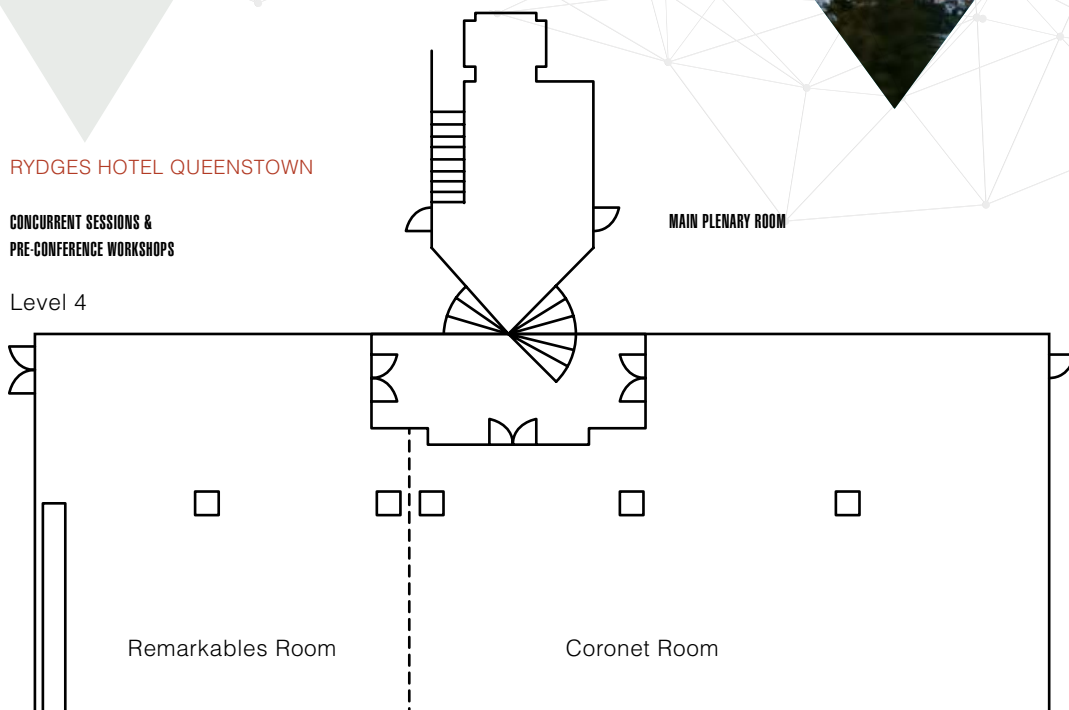 RYDGES HOTEL QUEENSTOWN
CONCURRENT SESSIONS &
PRE-CONFERENCE WORKSHOPS
MAIN PLENARY ROOM
Level 4
Remarkables Room
Coronet Room